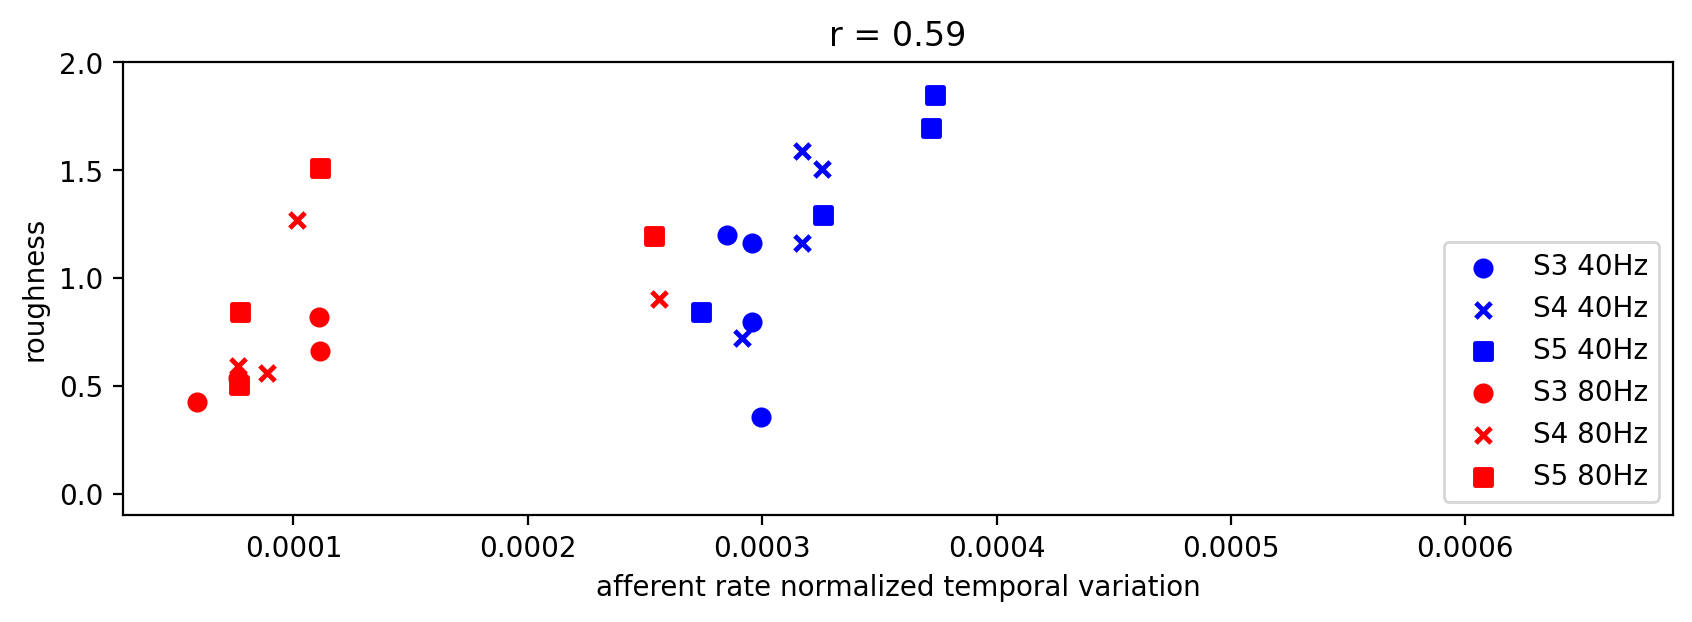 r = 0.59
2.0
1.5
1.0
0.5
0.0
roughness
S3 40Hz
S4 40Hz
S5 40Hz
S3 80Hz
S4 80Hz
S5 80Hz
0.0001 0.0002 0.0003 0.0004 0.0005 0.0006
afferent rate normalized temporal variation